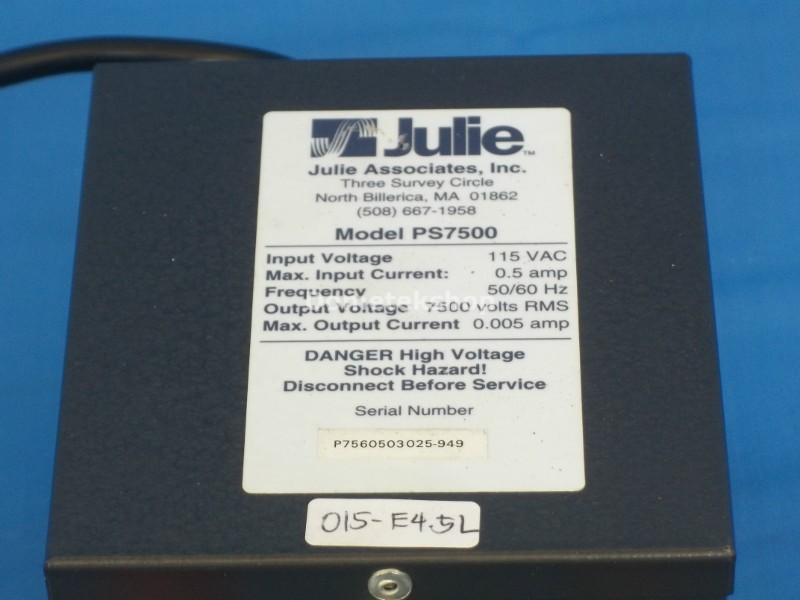 Julie™
Julie Associates, Inc.
Three Survey Circle
North Billerica, MA 01862
(508) 667-1958
Model PS7500
Input Voltage 115 VAC
Max. Input Current: 0.5 amp
Frequency 50/60 Hz
Output Voltage 7500 volts RMS
Max. Output Current 0.005 amp
DANGER High Voltage
Shock Hazard!
Disconnect Before Service
Serial Number
P7560503025-949
015-E4.5L